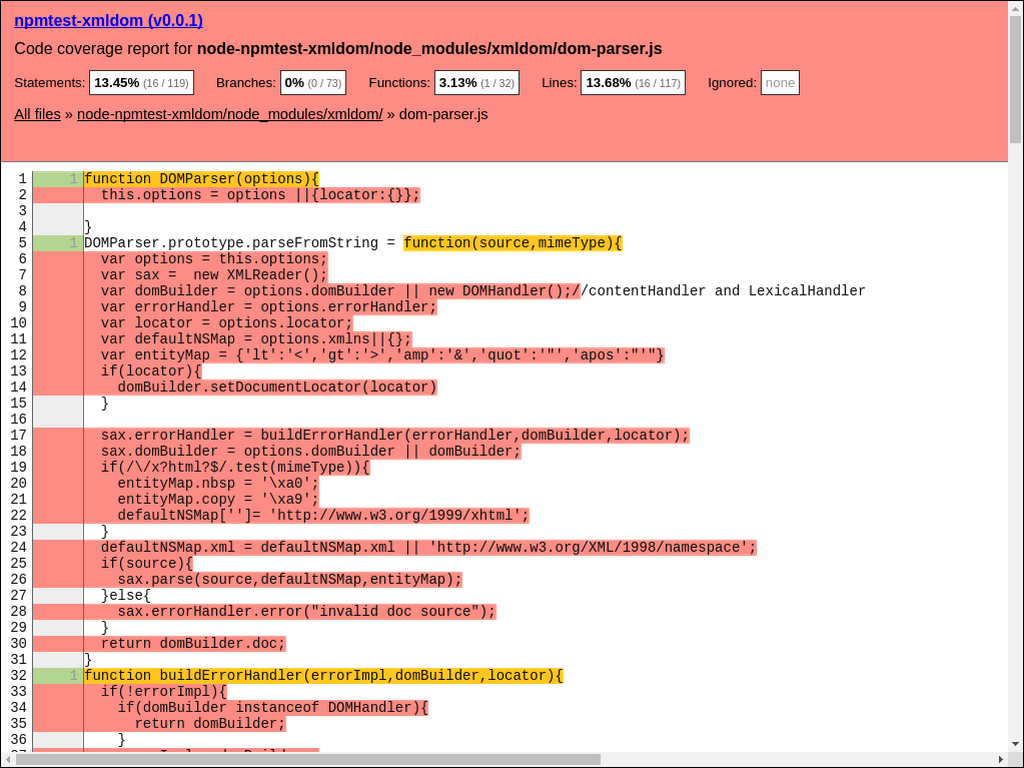 npmtest-xmldom (v0.0.1)
Code coverage report for node-npmtest-xmldom/node_modules/xmldom/dom-parser.js
Statements: 13.45% (16 / 119) Branches: 0% (0 / 73) Functions: 3.13% (1 / 32) Lines: 13.68% (16 / 117) Ignored: none
All files » node-npmtest-xmldom/node_modules/xmldom/ » dom-parser.js
1 1 function DOMParser(options){
2 this.options = options ||{locator:{}};
3
4 }
5 1 DOMParser.prototype.parseFromString = function(source,mimeType){
6 var options = this.options;
7 var sax =  new XMLReader();
8 var domBuilder = options.domBuilder || new DOMHandler();//contentHandler and LexicalHandler
9 var errorHandler = options.errorHandler;
10 var locator = options.locator;
11 var defaultNSMap = options.xmlns||{};
12 var entityMap = {'lt':'<','gt':'>','amp':'&','quot':'"','apos':"'"}
13 if(locator){
14 domBuilder.setDocumentLocator(locator)
15 }
16
17 sax.errorHandler = buildErrorHandler(errorHandler,domBuilder,locator);
18 sax.domBuilder = options.domBuilder || domBuilder;
19 if(/\/x?html?$/.test(mimeType)){
20 entityMap.nbsp = '\xa0';
21 entityMap.copy = '\xa9';
22 defaultNSMap['']= 'http://www.w3.org/1999/xhtml';
23 }
24 defaultNSMap.xml = defaultNSMap.xml || 'http://www.w3.org/XML/1998/namespace';
25 if(source){
26 sax.parse(source,defaultNSMap,entityMap);
27 }else{
28 sax.errorHandler.error("invalid doc source");
29 }
30 return domBuilder.doc;
31 }
32 1 function buildErrorHandler(errorImpl,domBuilder,locator){
33 if(!errorImpl){
34 if(domBuilder instanceof DOMHandler){
35 return domBuilder;
36 }